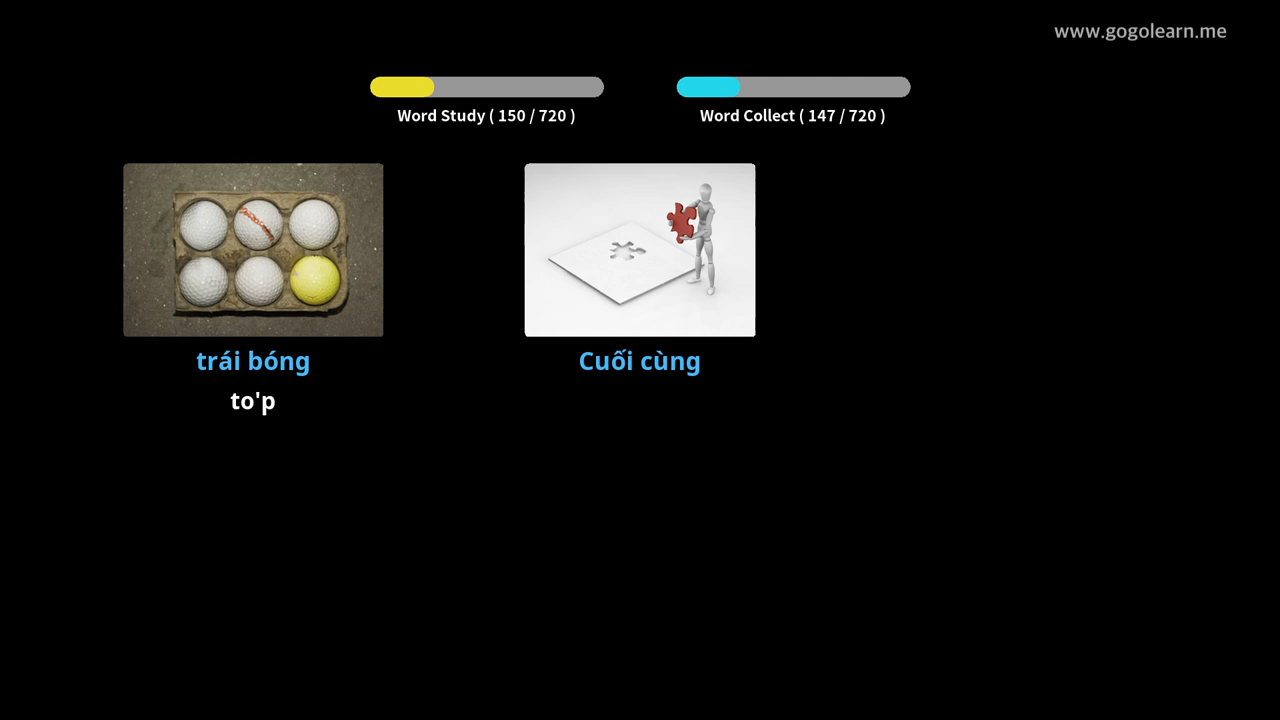 www.gogolearn.me
Word Study ( 150 / 720 )
Word Collect ( 147 / 720 )
trái bóng
Cuối cùng
to'p